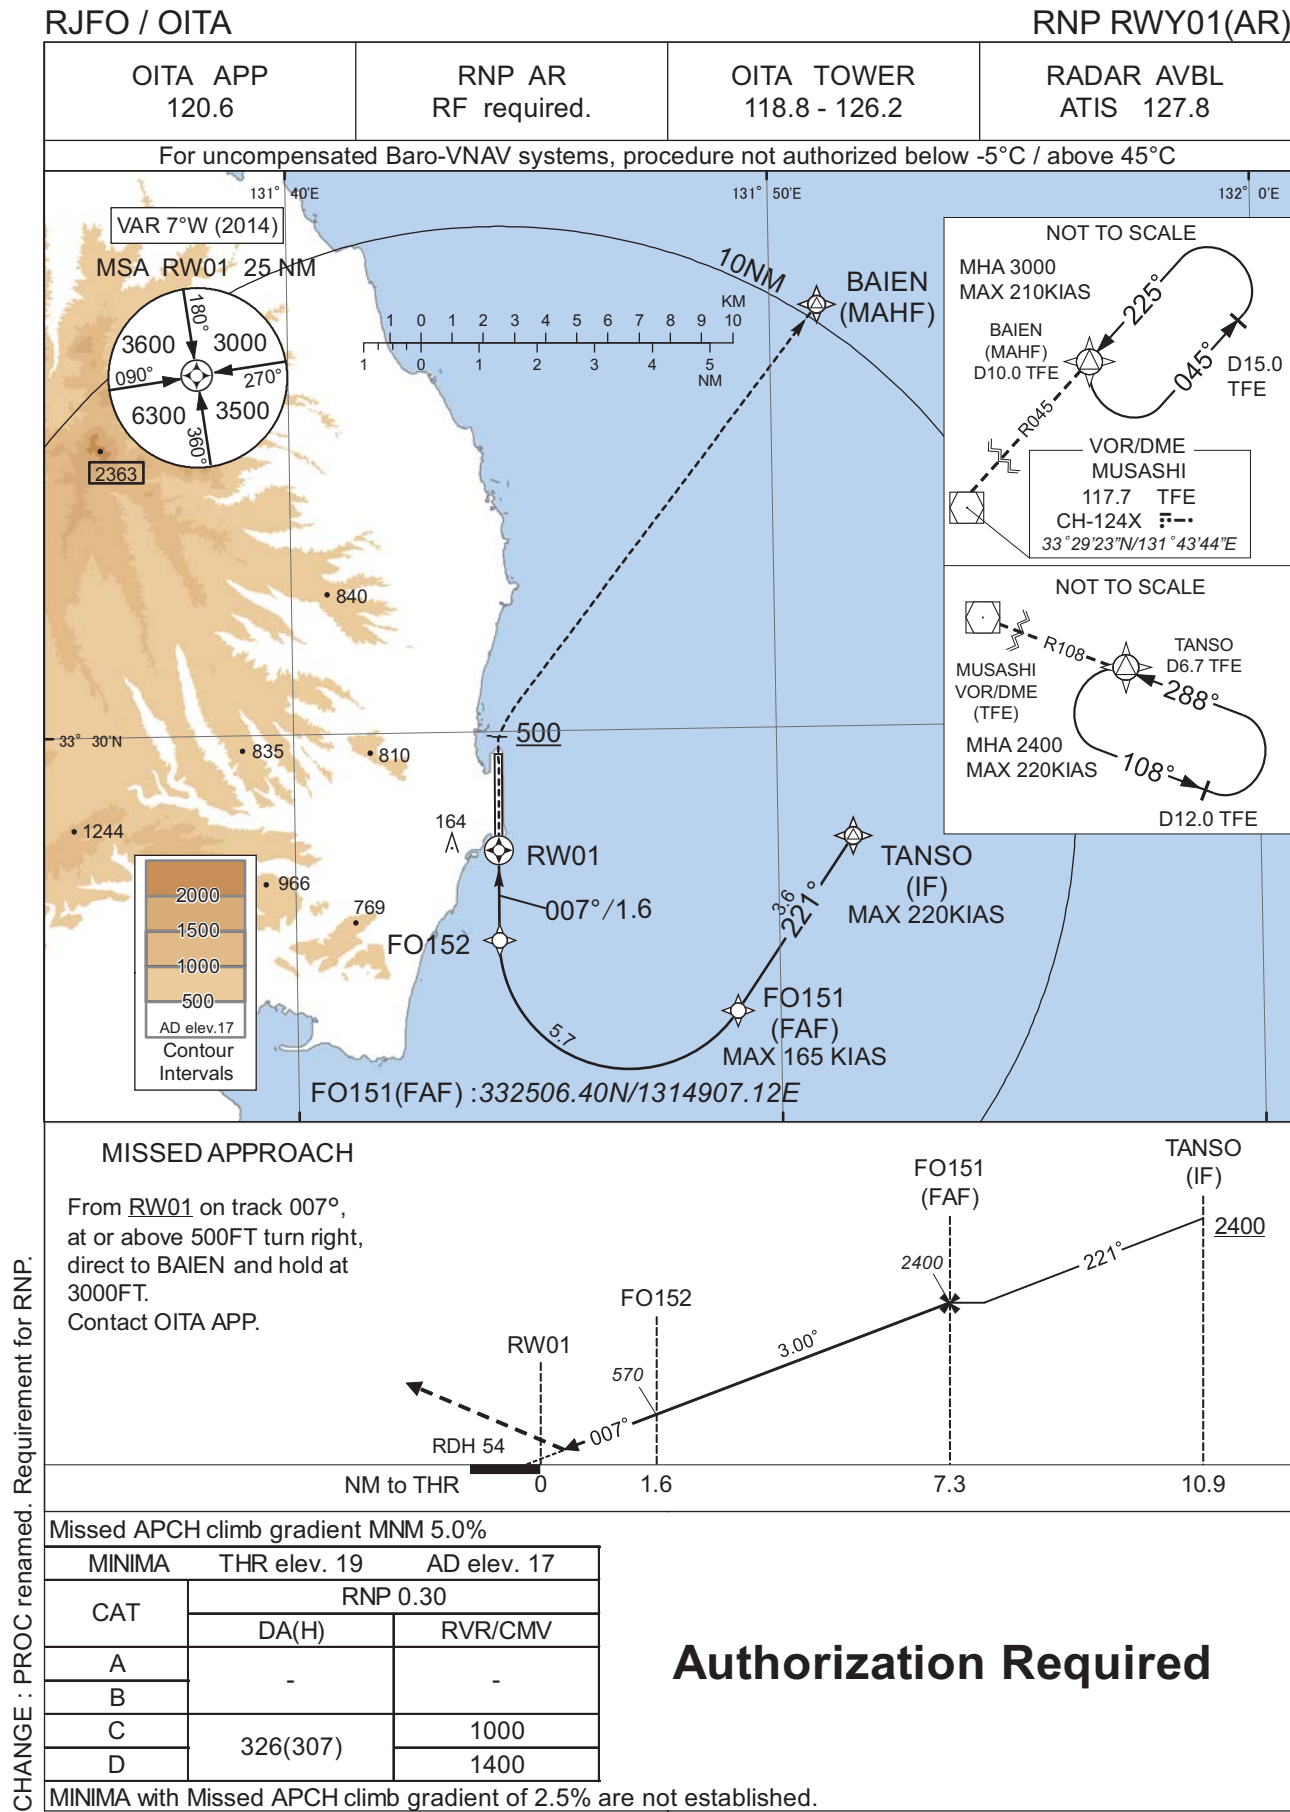 RJFO / OITA
RNP RWY01(AR)
OITA APP
120.6
RNP AR
RF required.
OITA TOWER
118.8 - 126.2
RADAR AVBL
ATIS 127.8
For uncompensated Baro-VNAV systems, procedure not authorized below -5°C / above 45°C
131° 40'E
131° 50'E
132° 0'E
VAR 7°W (2014)
MSA RW01 25 NM
180°
3600
3000
090°
270°
6300
3500
360°
2363
10NM
BAIEN
(MAHF)
KM
1 0 1 2 3 4 5 6 7 8 9 10
1 0 1 2 3 4 5
NM
NOT TO SCALE
MHA 3000
MAX 210KIAS
225°
BAIEN
(MAHF)
D10.0 TFE
045°
D15.0
TFE
R045
VOR/DME
MUSASHI
117.7 TFE
CH-124X
33°29'23"N/131°43'44"E
NOT TO SCALE
R108
TANSO
D6.7 TFE
288°
MUSASHI
VOR/DME
(TFE)
MHA 2400
MAX 220KIAS
108°
D12.0 TFE
840
33° 30'N
835
810
500
1244
164
RW01
TANSO
(IF)
MAX 220KIAS
3.6
221°
966
769
007°/1.6
FO152
FO151
(FAF)
MAX 165 KIAS
5.7
2000
1500
1000
500
AD elev.17
Contour
Intervals
FO151(FAF) :332506.40N/1314907.12E
MISSED APPROACH
From RW01 on track 007°,
at or above 500FT turn right,
direct to BAIEN and hold at
3000FT.
Contact OITA APP.
TANSO
(IF)
FO151
(FAF)
2400
2400
221°
FO152
3.00°
RW01
570
007°
RDH 54
NM to THR
0
1.6
7.3
10.9
Missed APCH climb gradient MNM 5.0%
MINIMA THR elev. 19 AD elev. 17
CAT
RNP 0.30
DA(H)
RVR/CMV
A
B
-
-
C
D
326(307)
1000
1400
MINIMA with Missed APCH climb gradient of 2.5% are not established.
Authorization Required
CHANGE : PROC renamed. Requirement for RNP.